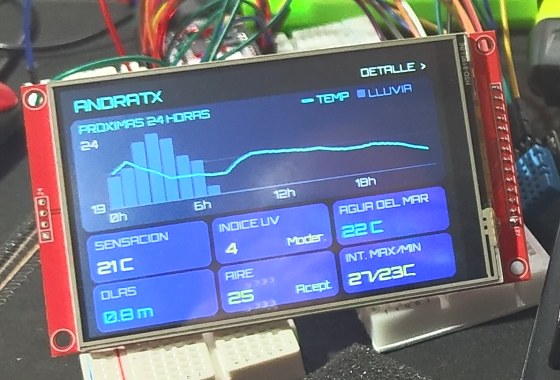 DETALLE >
ANDRATX
PROXIMAS 24 HORAS
TEMP LLUVIA
24
19
0h 6h 12h 18h
SENSACION
21 C
INDICE UV
4 Moder.
AGUA DEL MAR
22 C
OLAS
0.8 m
AIRE
25 Acept
INT. MAX/MIN
27/23C